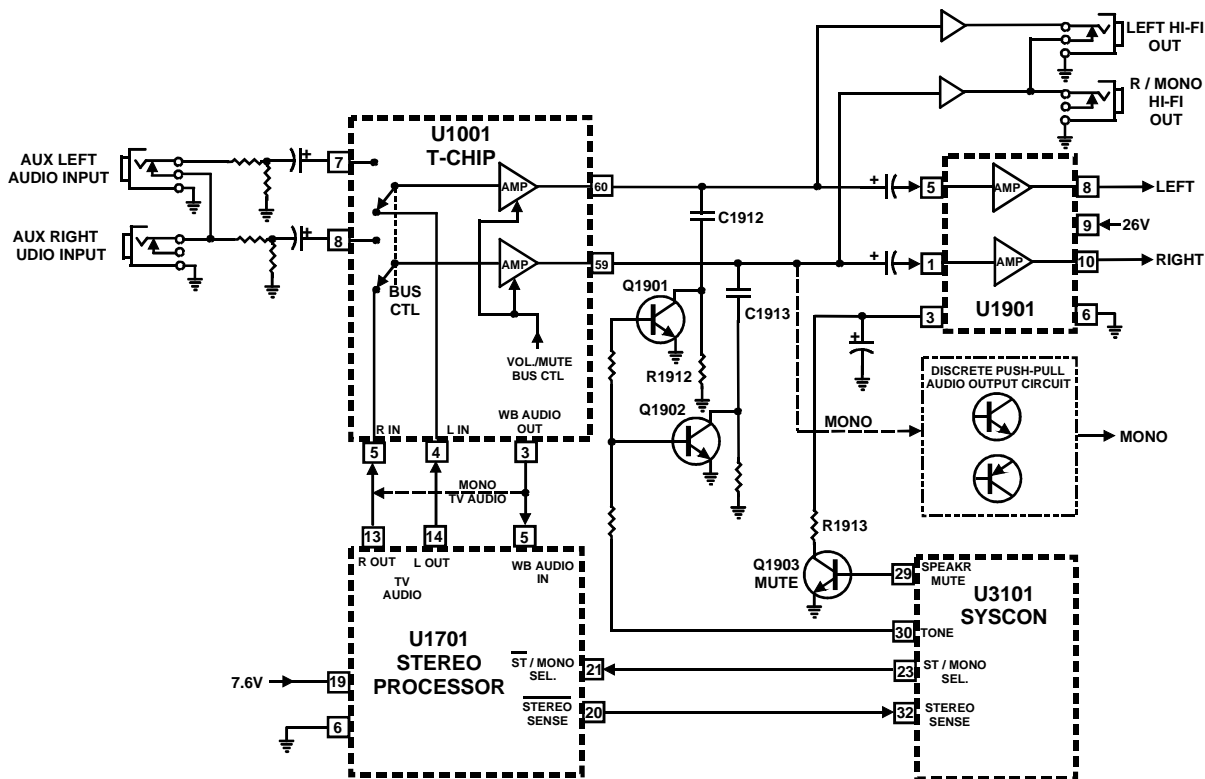 LEFT HI-FI
OUT
R / MONO
HI-FI
OUT
U1001
T-CHIP
AUX LEFT
AUDIO INPUT
+
7
AMP
60
+
5
U1901
AMP
8
LEFT
C1912
9
26V
AUX RIGHT
UDIO INPUT
+
8
AMP
59
+
1
AMP
10
RIGHT
BUS
CTL
Q1901
C1913
3
6
+
VOL./MUTE
BUS CTL
R1912
DISCRETE PUSH-PULL
AUDIO OUTPUT CIRCUIT
Q1902
R IN
L IN
WB AUDIO
OUT
MONO
MONO
5
4
3
MONO
TV AUDIO
13
14
5
R OUT
L OUT
WB AUDIO
IN
TV
AUDIO
R1913
Q1903
MUTE
29
SPEAKR
MUTE
U3101
SYSCON
30
TONE
U1701
STEREO
PROCESSOR
ST / MONO
SEL.
21
23
ST / MONO
SEL.
7.6V
19
STEREO
SENSE
20
32
STEREO
SENSE
6